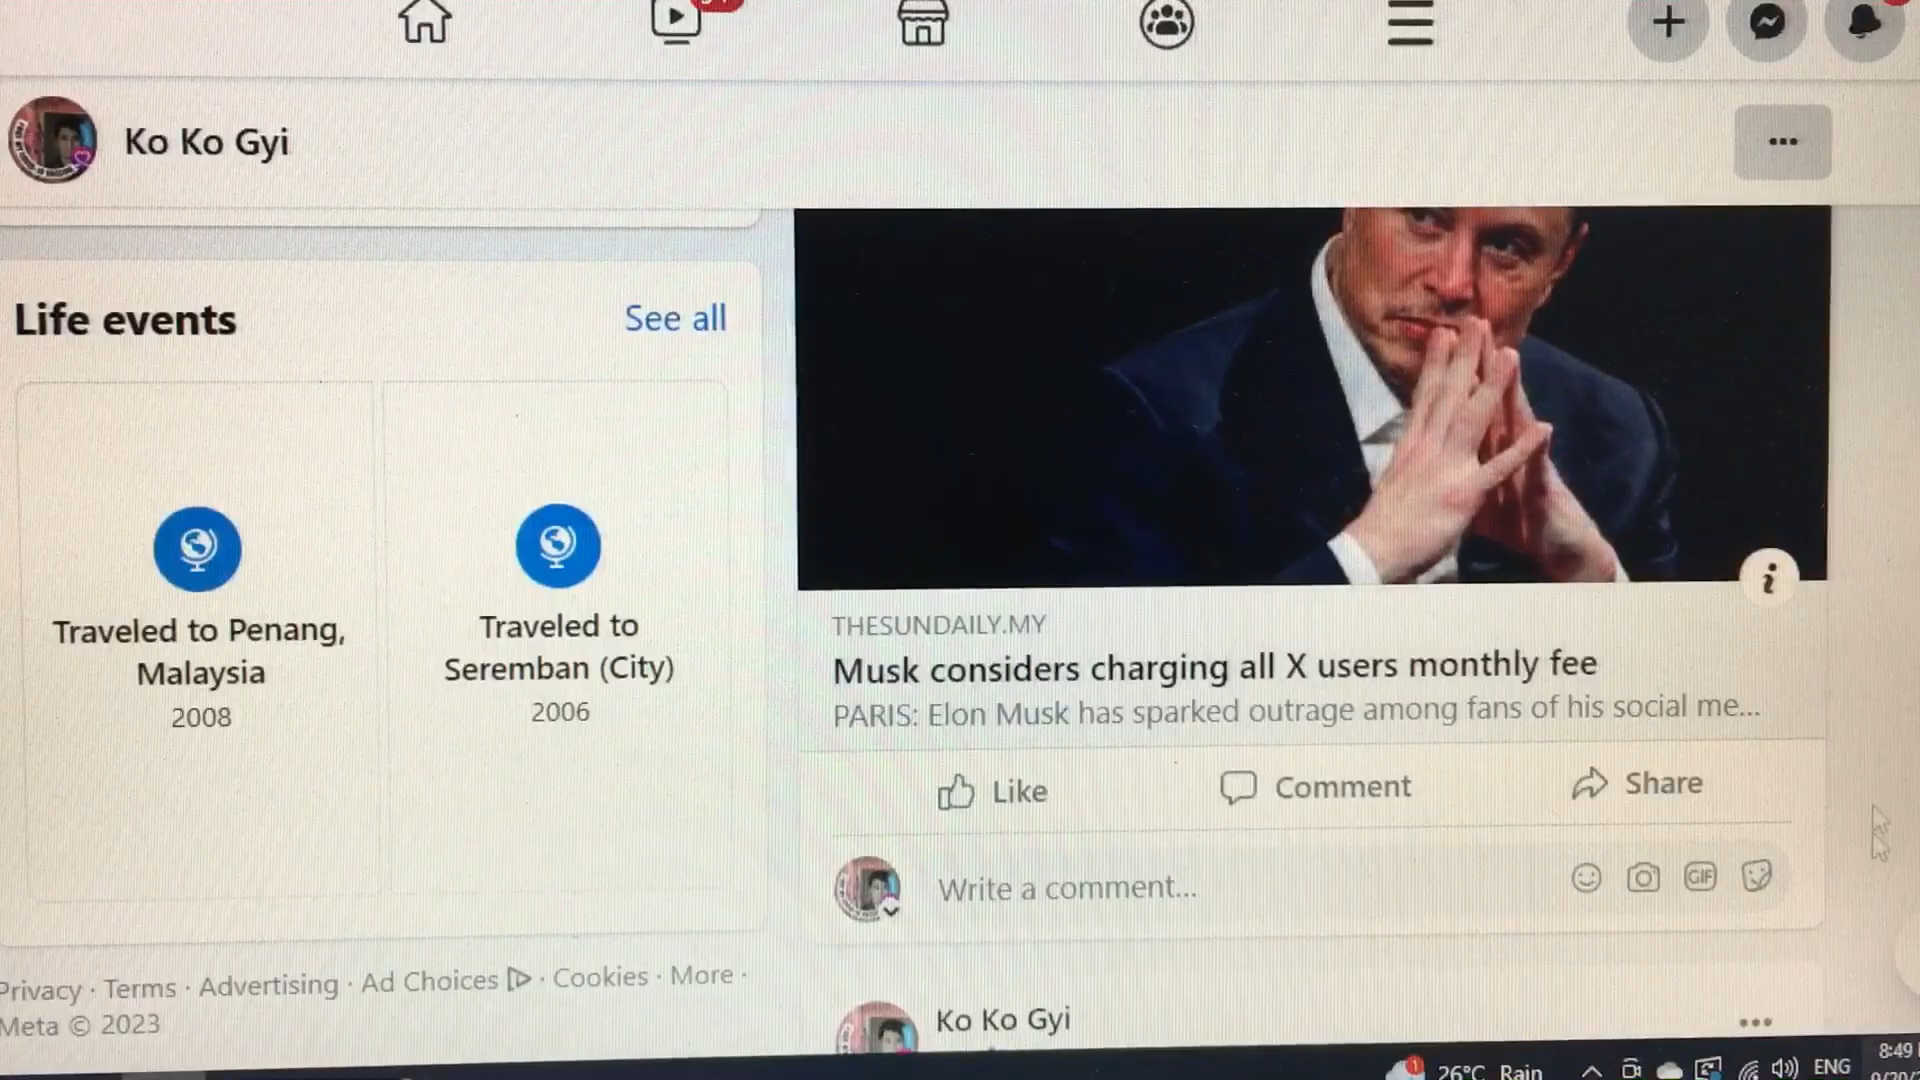 Ko Ko Gyi
Life events
See all
Traveled to Penang,
Malaysia
2008
Traveled to
Seremban (City)
2006
Privacy · Terms · Advertising · Ad Choices · Cookies · More ·
Meta © 2023
THESUNDAILY.MY
Musk considers charging all X users monthly fee
PARIS: Elon Musk has sparked outrage among fans of his social me...
Like
Comment
Share
Write a comment...
GIF
Ko Ko Gyi
1
26°C Rain
ENG
8:49